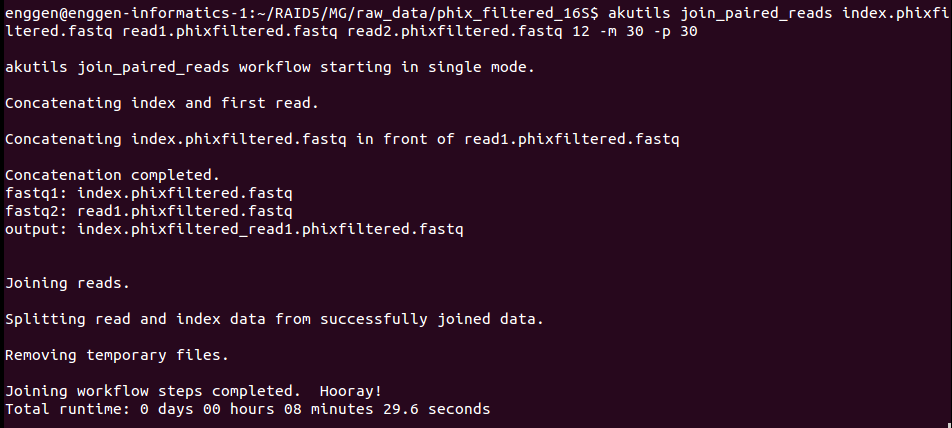 enggen@enggen-informatics-1:~/RAID5/MG/raw_data/phix_filtered_16S$ akutils join_paired_reads index.phixfi
ltered.fastq read1.phixfiltered.fastq read2.phixfiltered.fastq 12 -m 30 -p 30
akutils join_paired_reads workflow starting in single mode.
Concatenating index and first read.
Concatenating index.phixfiltered.fastq in front of read1.phixfiltered.fastq
Concatenation completed.
fastq1: index.phixfiltered.fastq
fastq2: read1.phixfiltered.fastq
output: index.phixfiltered_read1.phixfiltered.fastq
Joining reads.
Splitting read and index data from successfully joined data.
Removing temporary files.
Joining workflow steps completed.  Hooray!
Total runtime: 0 days 00 hours 08 minutes 29.6 seconds